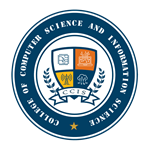 COLLEGE OF COMPUTER SCIENCE AND INFORMATION SCIENCE
CCIS